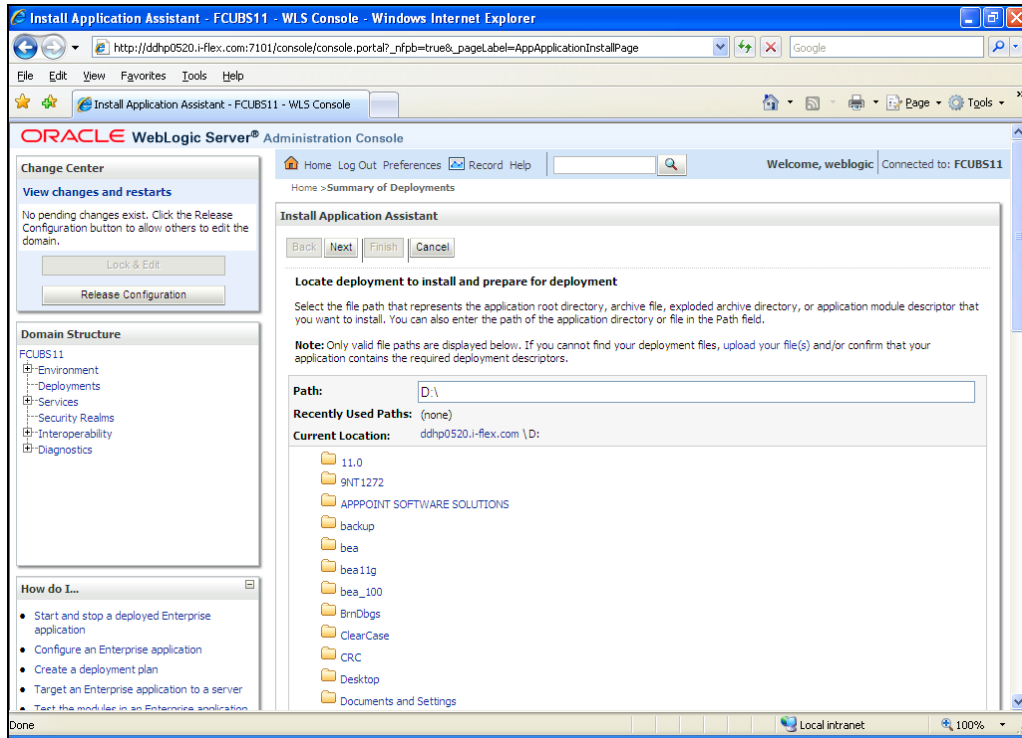 Install Application Assistant - FCUBS11 - WLS Console - Windows Internet Explorer
http://ddhp0520.i-flex.com:7101/console/console.portal?_nfpb=true&_pageLabel=AppApplicationInstallPage
Google
File Edit View Favorites Tools Help
Install Application Assistant - FCUBS11 - WLS Console
Page Tools
ORACLE WebLogic Server® Administration Console
Change Center
View changes and restarts
No pending changes exist. Click the Release
Configuration button to allow others to edit the
domain.
Lock & Edit
Release Configuration
Domain Structure
FCUBS11
Environment
Deployments
Services
Security Realms
Interoperability
Diagnostics
How do I...
Start and stop a deployed Enterprise
application
Configure an Enterprise application
Create a deployment plan
Target an Enterprise application to a server
Test the modules in an Enterprise application
Home Log Out Preferences Record Help
Welcome, weblogic Connected to: FCUBS11
Home >Summary of Deployments
Install Application Assistant
Back Next Finish Cancel
Locate deployment to install and prepare for deployment
Select the file path that represents the application root directory, archive file, exploded archive directory, or application module descriptor that
you want to install. You can also enter the path of the application directory or file in the Path field.
Note: Only valid file paths are displayed below. If you cannot find your deployment files, upload your file(s) and/or confirm that your
application contains the required deployment descriptors.
Path: D:\
Recently Used Paths: (none)
Current Location: ddhp0520.i-flex.com \ D:
11.0
9NT1272
APPPOINT SOFTWARE SOLUTIONS
backup
bea
bea11g
bea_100
BrnDbgs
ClearCase
CRC
Desktop
Documents and Settings
Done Local intranet 100%